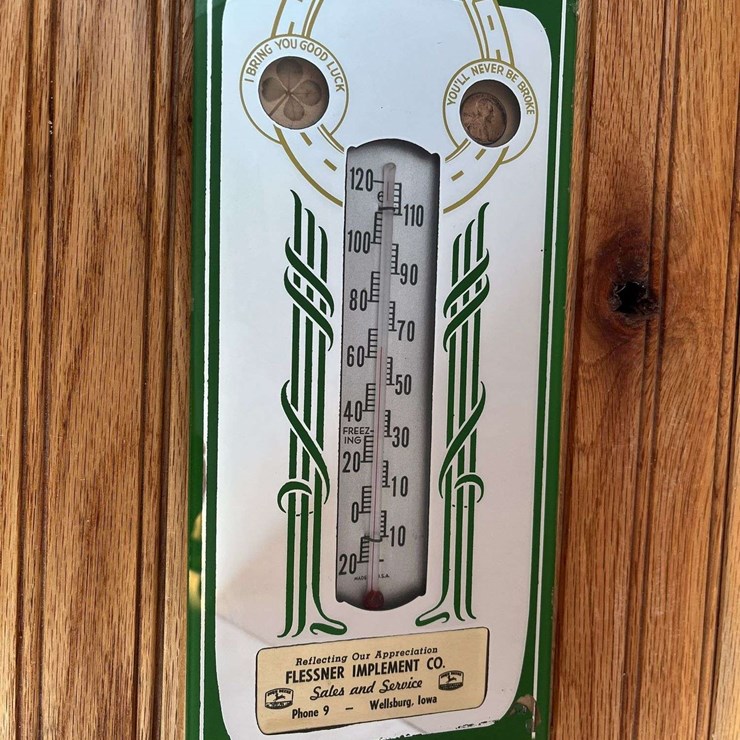 I BRING YOU GOOD LUCK
YOU'LL NEVER BE BROKE
120
110
100
90
80
70
60
50
40
FREEZ-
ING
30
20
10
0
10
20
Reflecting Our Appreciation
FLESSNER IMPLEMENT CO.
Sales and Service
Phone 9 — Wellsburg, Iowa